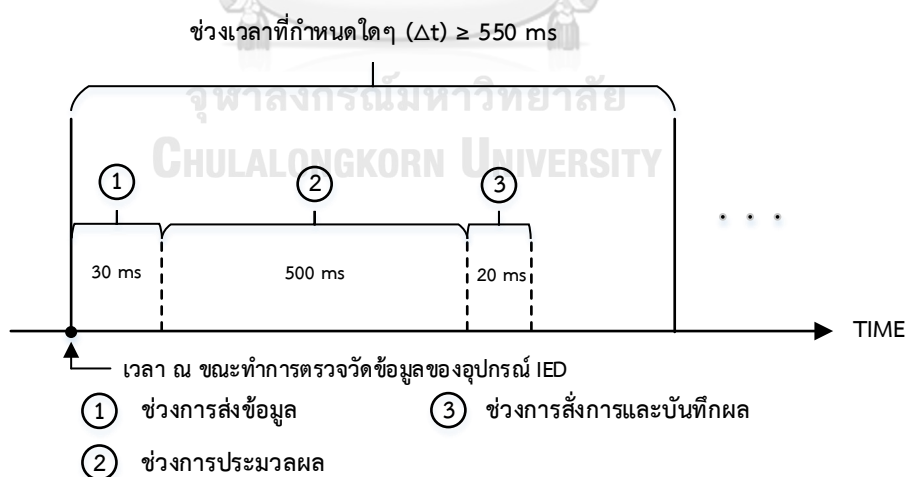 ช่วงเวลาที่กำหนดใดๆ (Δt) ≥ 550 ms
จุฬาลงกรณ์มหาวิทยาลัย
CHULALONGKORN UNIVERSITY
1 2 3
. . .
30 ms 500 ms 20 ms
TIME
เวลา ณ ขณะทำการตรวจวัดข้อมูลของอุปกรณ์ IED
1 ช่วงการส่งข้อมูล 3 ช่วงการสั่งการและบันทึกผล
2 ช่วงการประมวลผล